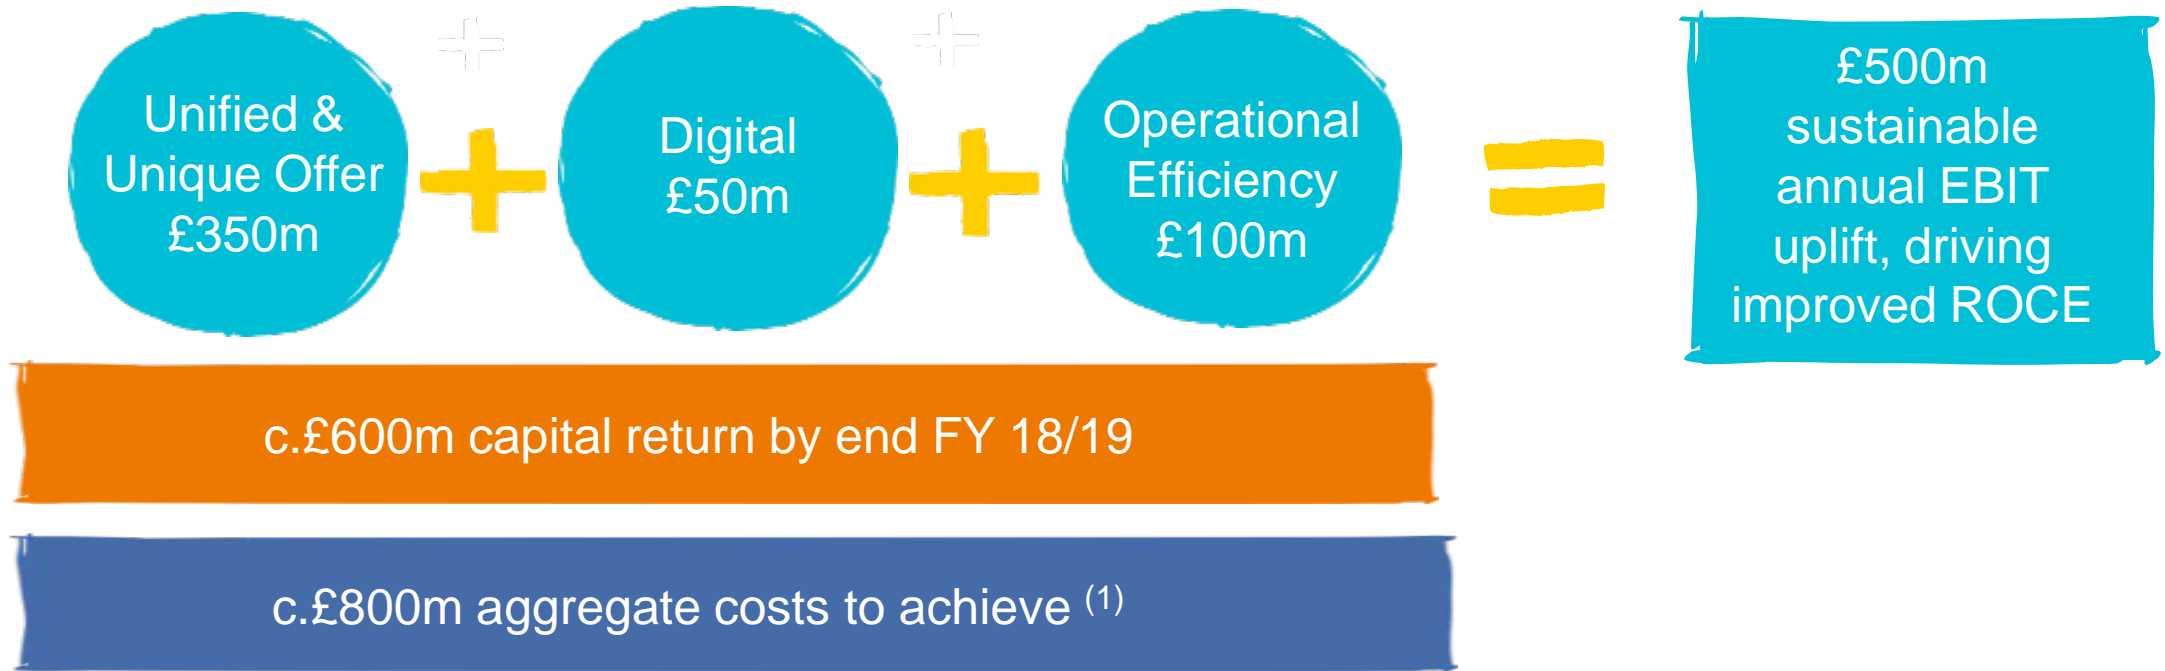 Unified &
Unique Offer
£350m
Digital
£50m
Operational
Efficiency
£100m
£500m
sustainable
annual EBIT
uplift, driving
improved ROCE
c.£600m capital return by end FY 18/19
c.£800m aggregate costs to achieve (1)